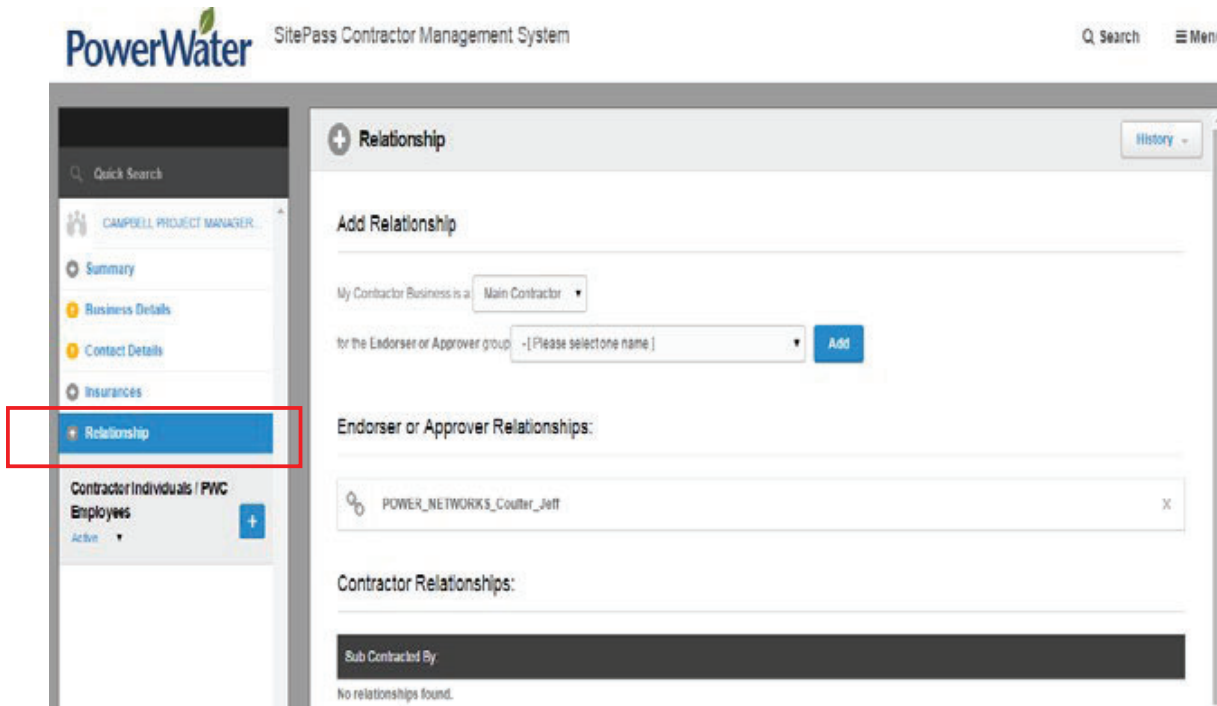 PowerWater
SitePass Contractor Management System
Search
Menu
Quick Search
CAMPBELL PROJECT MANAGER...
Summary
Business Details
Contact Details
Insurances
Relationship
Contractor Individuals / PWC
Employees
Active
Relationship
History
Add Relationship
My Contractor Business is a: Main Contractor
for the Endorser or Approver group -[ Please select one name ] Add
Endorser or Approver Relationships:
POWER_NETWORKS_Coulter_Jeff X
Contractor Relationships:
Sub Contracted By:
No relationships found.